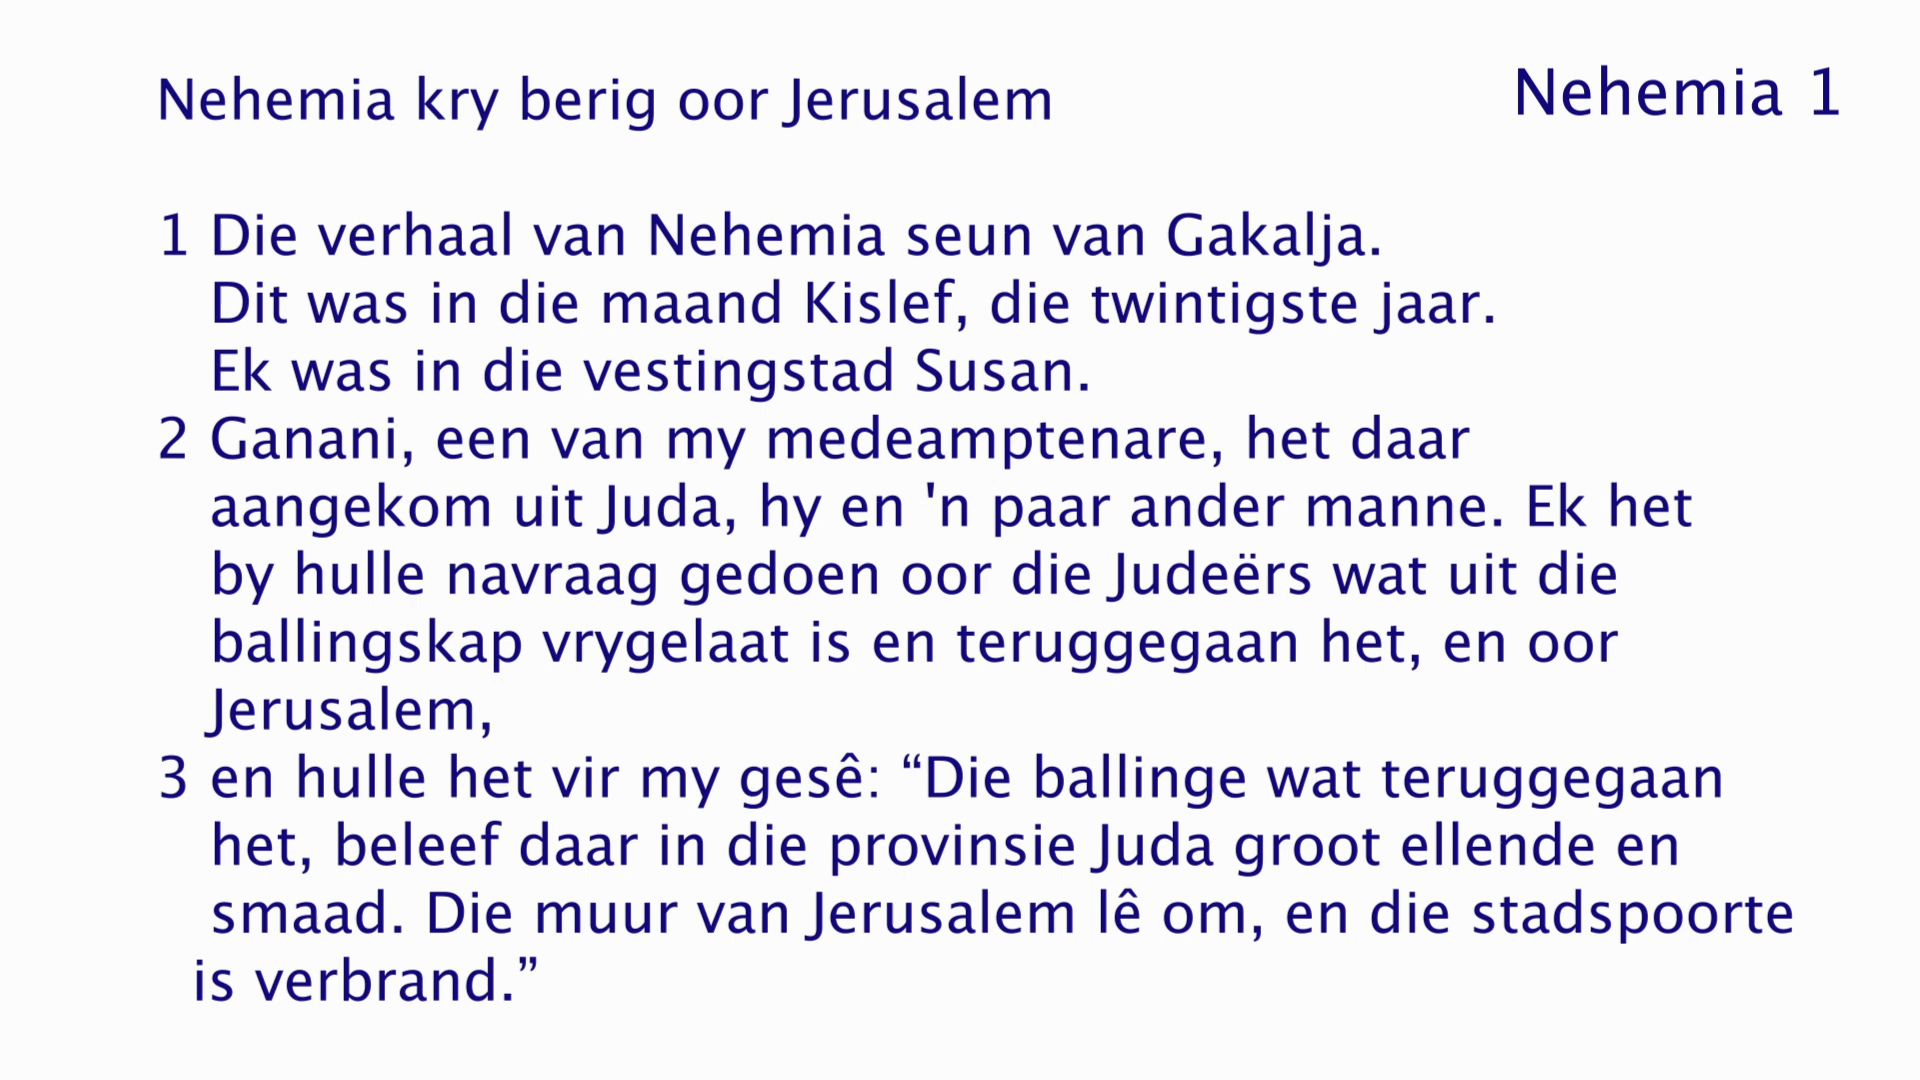 Nehemia kry berig oor Jerusalem
Nehemia 1
1 Die verhaal van Nehemia seun van Gakalja.
Dit was in die maand Kislef, die twintigste jaar.
Ek was in die vestingstad Susan.
2 Ganani, een van my medeamptenare, het daar
aangekom uit Juda, hy en 'n paar ander manne. Ek het
by hulle navraag gedoen oor die Judeërs wat uit die
ballingskap vrygelaat is en teruggegaan het, en oor
Jerusalem,
3 en hulle het vir my gesê: “Die ballinge wat teruggegaan
het, beleef daar in die provinsie Juda groot ellende en
smaad. Die muur van Jerusalem lê om, en die stadspoorte
is verbrand.”